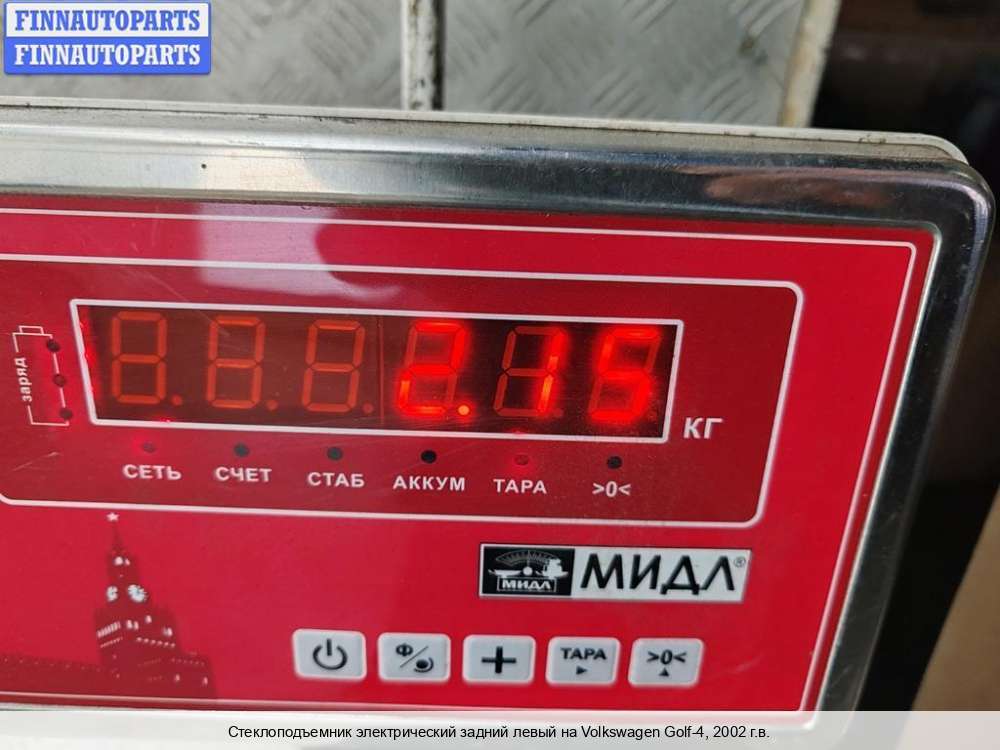 FINNAUTOPARTS
FINNAUTOPARTS
2.15
КГ
заряд
СЕТЬ СЧЕТ СТАБ АККУМ ТАРА >0<
МИДЛ МИДЛ®
Ф ТАРА >0<
Стеклоподъемник электрический задний левый на Volkswagen Golf-4, 2002 г.в.